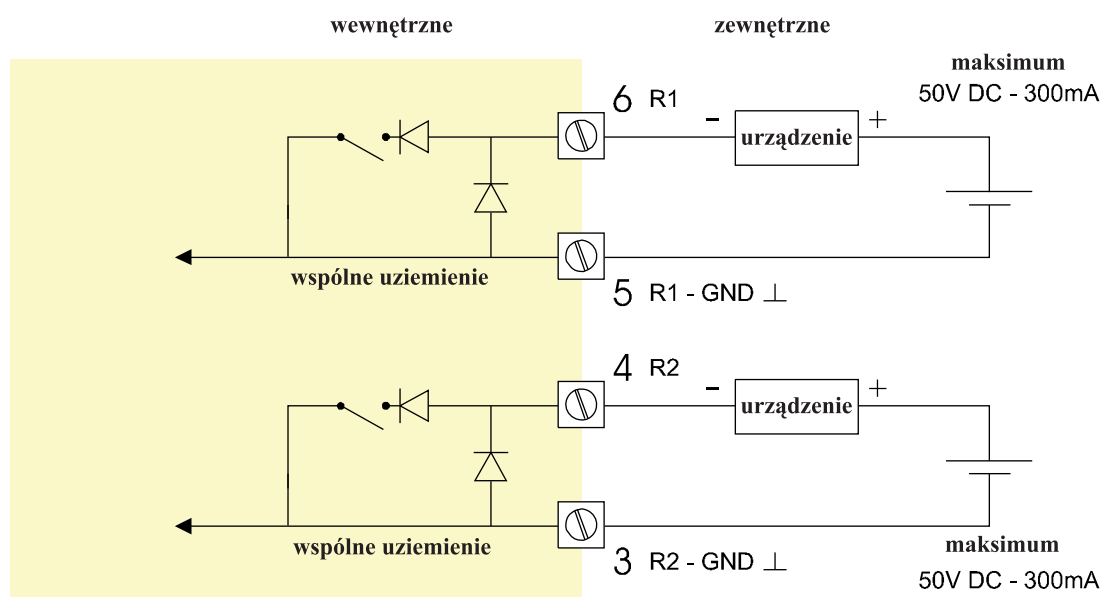 wewnętrzne zewnętrzne
maksimum
50V DC - 300mA
6 R1 - urządzenie +
wspólne uziemienie
5 R1 - GND ⊥
4 R2 - urządzenie +
wspólne uziemienie
3 R2 - GND ⊥
maksimum
50V DC - 300mA